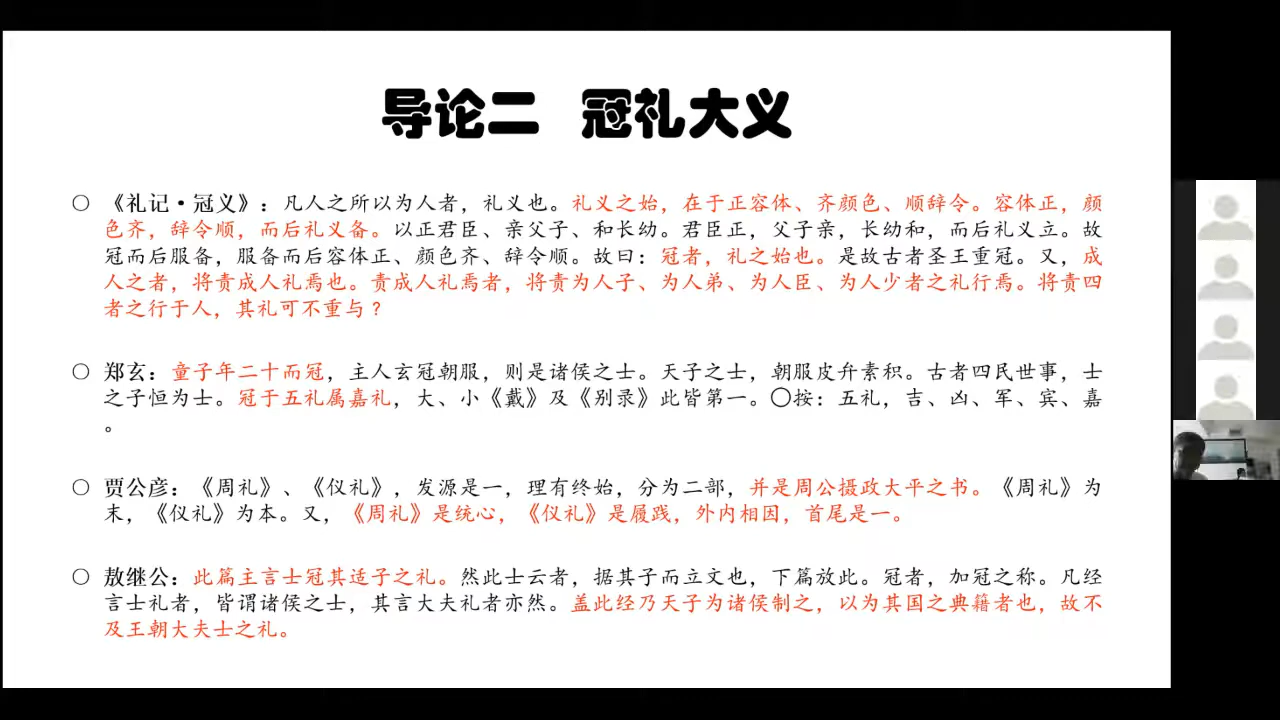 导论二 冠礼大义
○ 《礼记·冠义》：凡人之所以为人者，礼义也。礼义之始，在于正容体、齐颜色、顺辞令。容体正，颜
色齐，辞令顺，而后礼义备。以正君臣、亲父子、和长幼。君臣正，父子亲，长幼和，而后礼义立。故
冠而后服备，服备而后容体正、颜色齐、辞令顺。故曰：冠者，礼之始也。是故古者圣王重冠。又，成
人之者，将责成人礼焉也。责成人礼焉者，将责为人子、为人弟、为人臣、为人少者之礼行焉。将责四
者之行于人，其礼可不重与？
○ 郑玄：童子年二十而冠，主人玄冠朝服，则是诸侯之士。天子之士，朝服皮弁素积。古者四民世事，士
之子恒为士。冠于五礼属嘉礼，大、小《戴》及《别录》此皆第一。〇按：五礼，吉、凶、军、宾、嘉
。
○ 贾公彦：《周礼》、《仪礼》，发源是一，理有终始，分为二部，并是周公摄政大平之书。《周礼》为
末，《仪礼》为本。又，《周礼》是统心，《仪礼》是履践，外内相因，首尾是一。
○ 敖继公：此篇主言士冠其适子之礼。然此士云者，据其子而立文也，下篇放此。冠者，加冠之称。凡经
言士礼者，皆谓诸侯之士，其言大夫礼者亦然。盖此经乃天子为诸侯制之，以为其国之典籍者也，故不
及王朝大夫士之礼。